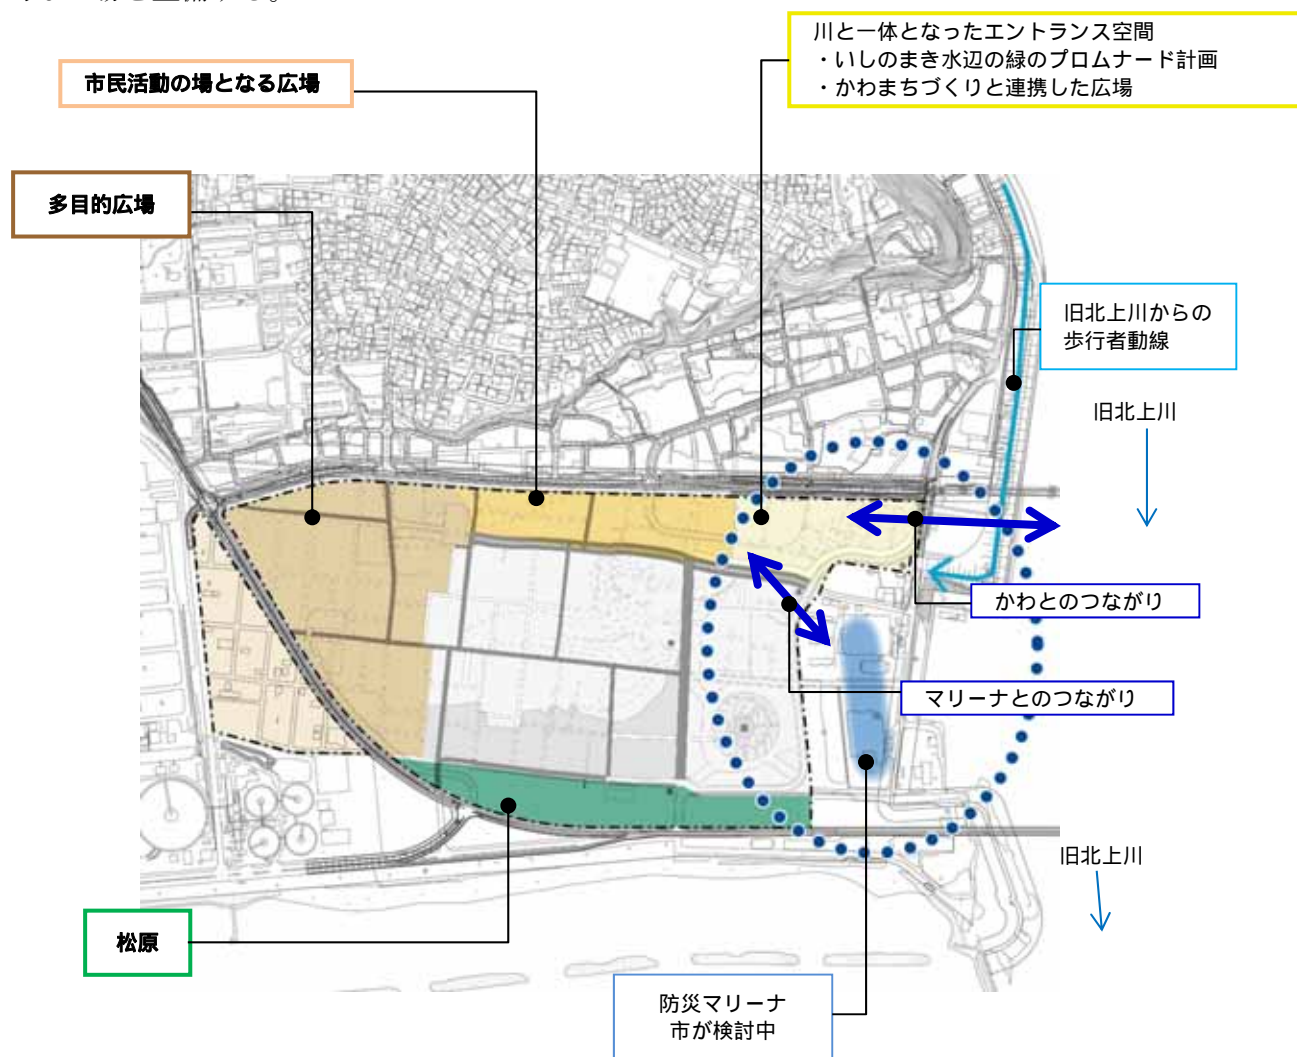 川と一体となったエントランス空間
・いしのまき水辺の緑のプロムナード計画
・かわまちづくりと連携した広場
市民活動の場となる広場
多目的広場
旧北上川からの
歩行者動線
旧北上川
かわとのつながり
マリーナとのつながり
旧北上川
松原
防災マリーナ
市が検討中